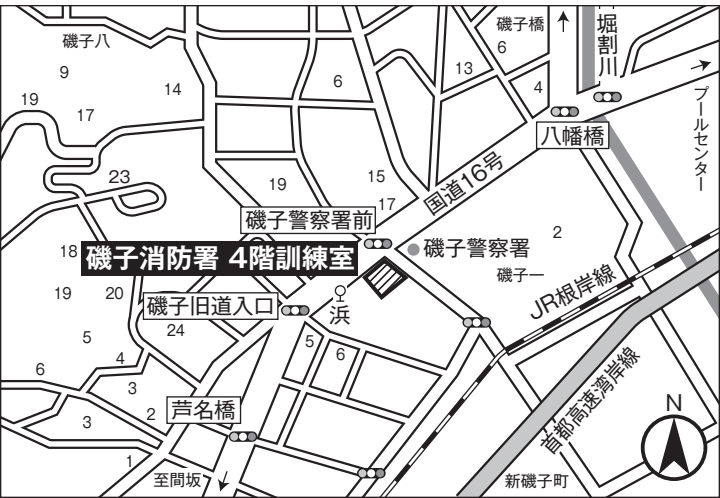 磯子八
磯子橋
堀割川
9
6
13
6
14
4
19
17
八幡橋
プールセンター
23
19
15
17
国道16号
磯子警察署前
磯子警察署
2
18
磯子消防署 4階訓練室
磯子一
JR根岸線
19
20
磯子旧道入口
浜
24
5
5
6
4
6
3
首都高速湾岸線
芦名橋
2
3
N
1
至間坂
新磯子町